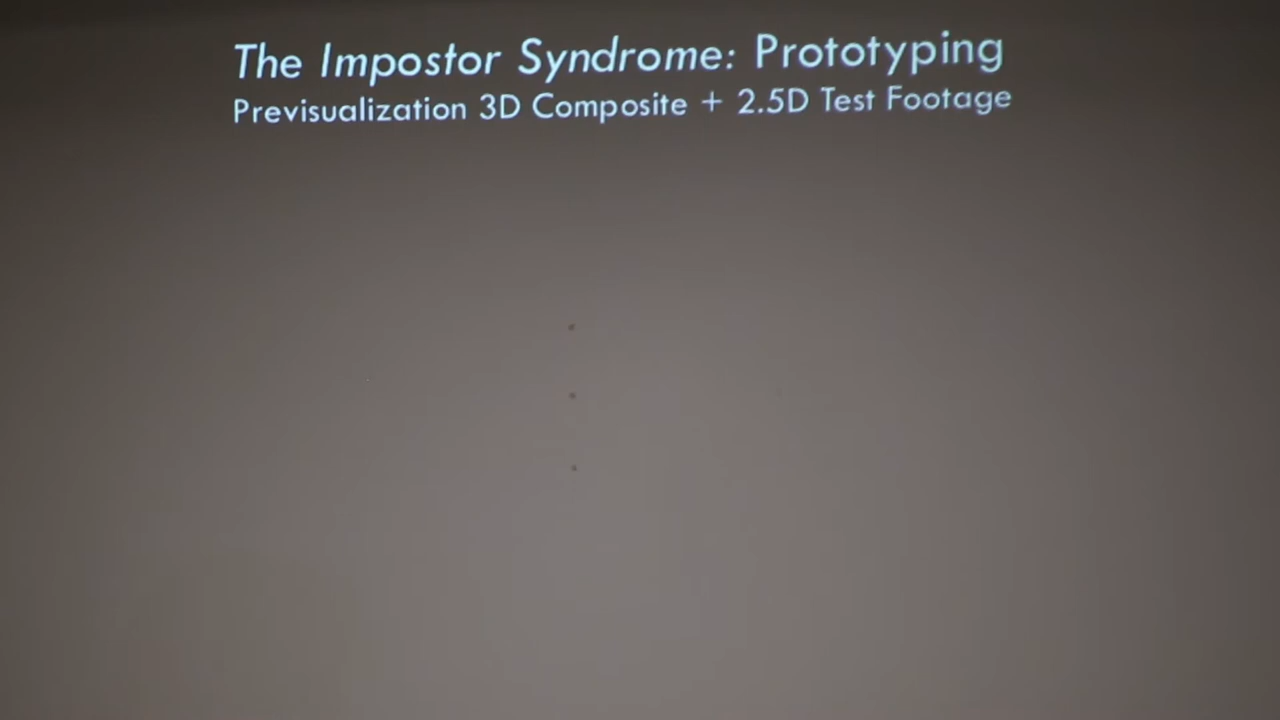 The Impostor Syndrome: Prototyping
Previsualization 3D Composite + 2.5D Test Footage